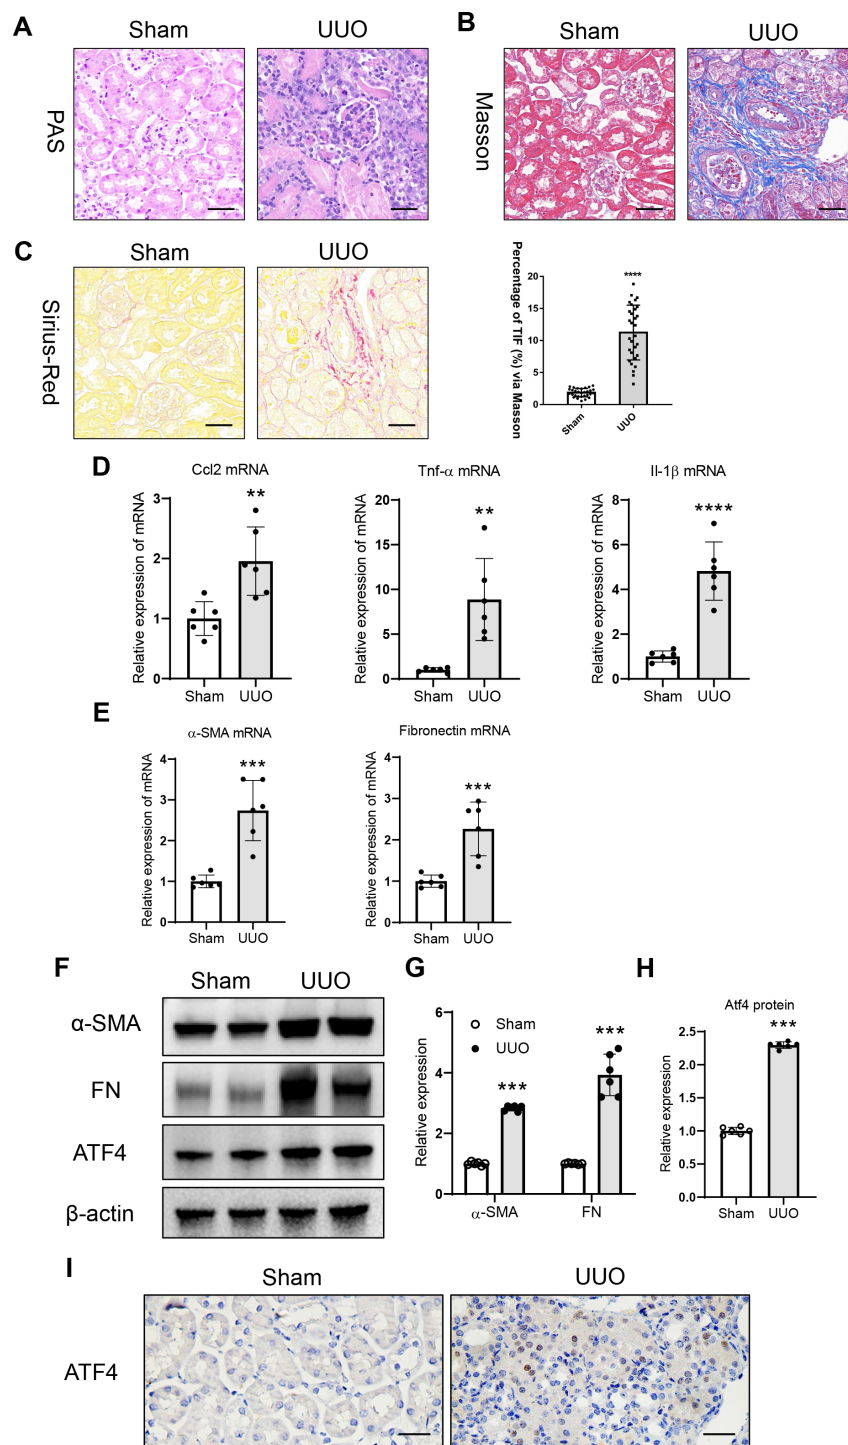 A
Sham
UUO
PAS
B
Sham
UUO
Masson
C
Sham
UUO
Sirius-Red
Percentage of TIF (%) via Masson
20
15
10
5
0
****
Sham
UUO
D
Ccl2 mRNA
Relative expression of mRNA
3
2
1
0
**
Sham
UUO
Tnf-α mRNA
Relative expression of mRNA
20
15
10
5
0
**
Sham
UUO
Il-1β mRNA
Relative expression of mRNA
8
6
4
2
0
****
Sham
UUO
E
α-SMA mRNA
Relative expression of mRNA
4
3
2
1
0
***
Sham
UUO
Fibronectin mRNA
Relative expression of mRNA
4
3
2
1
0
***
Sham
UUO
F
Sham
UUO
α-SMA
FN
ATF4
β-actin
G
Relative expression
6
4
2
0
Sham
UUO
***
***
α-SMA
FN
H
Atf4 protein
Relative expression
2.5
2.0
1.5
1.0
0.5
0.0
***
Sham
UUO
I
Sham
UUO
ATF4